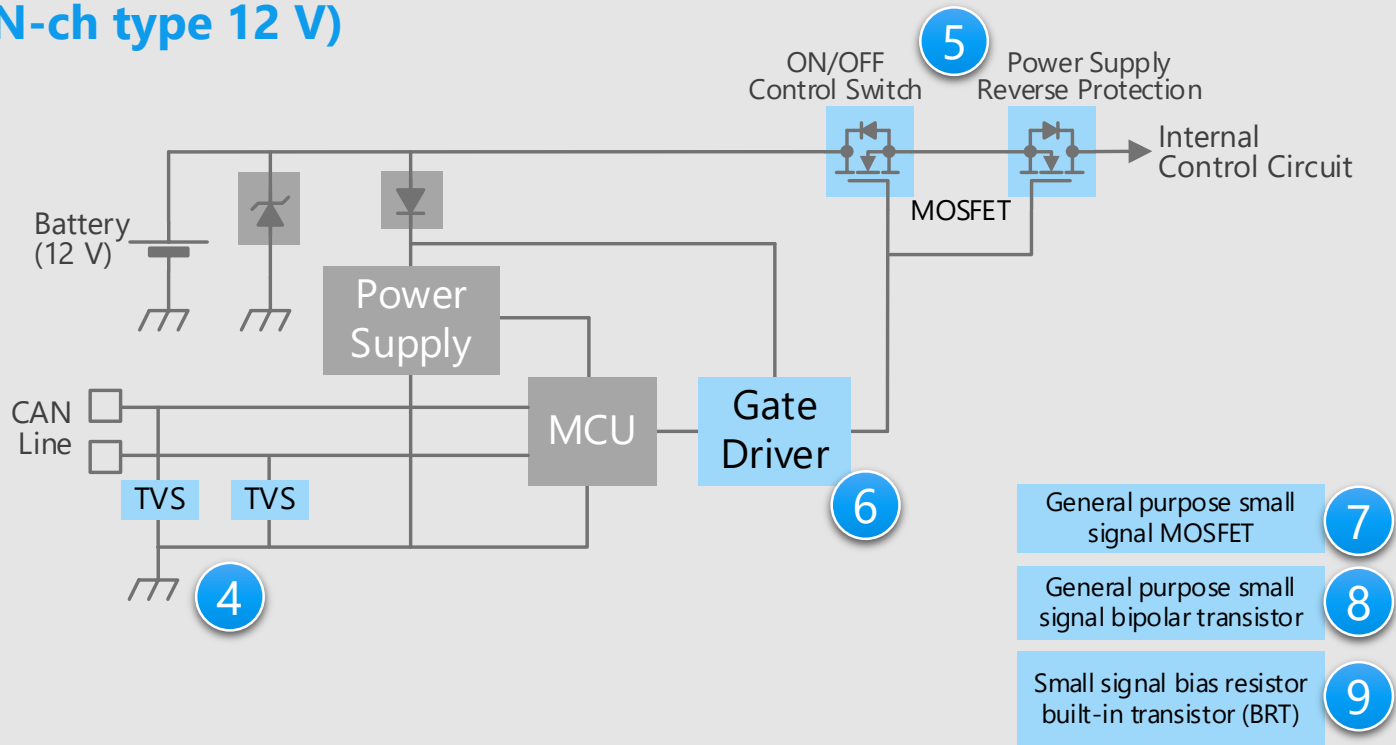 N-ch type 12 V)
5
ON/OFF
Control Switch
Power Supply
Reverse Protection
Internal
Control Circuit
MOSFET
Battery
(12 V)
Power
Supply
CAN
Line
MCU
Gate
Driver
TVS
TVS
6
4
General purpose small
signal MOSFET
7
General purpose small
signal bipolar transistor
8
Small signal bias resistor
built-in transistor (BRT)
9